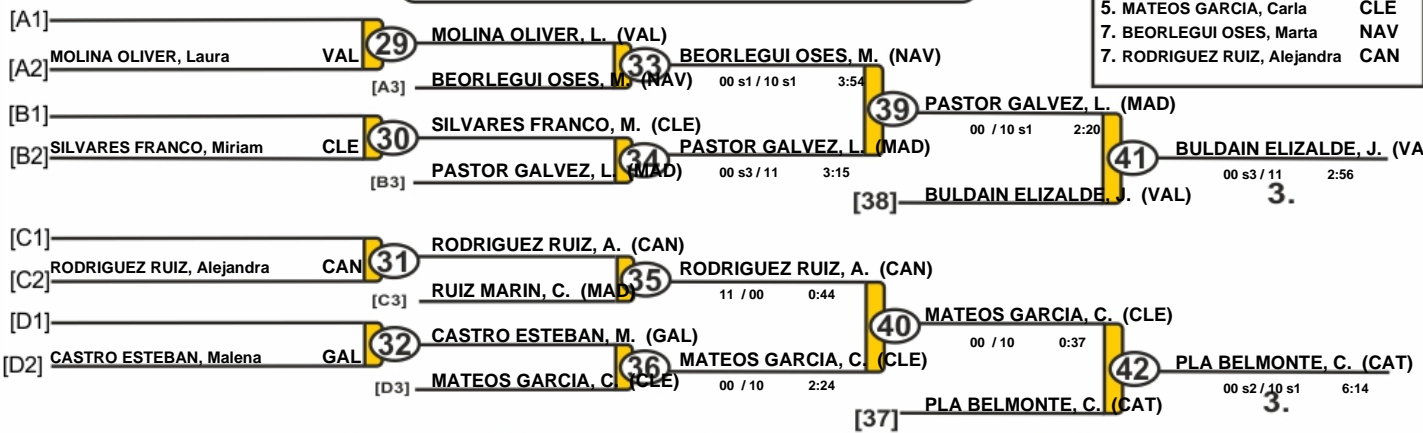 5. MATEOS GARCIA, Carla CLE
7. BEORLEGUI OSES, Marta NAV
7. RODRIGUEZ RUIZ, Alejandra CAN
[A1]
[A2] MOLINA OLIVER, Laura VAL
29
MOLINA OLIVER, L. (VAL)
[A3] BEORLEGUI OSES, M. (NAV)
33
BEORLEGUI OSES, M. (NAV)
00 s1 / 10 s1 3:54
[B1]
[B2] SILVARES FRANCO, Miriam CLE
30
SILVARES FRANCO, M. (CLE)
[B3] PASTOR GALVEZ, L. (MAD)
34
PASTOR GALVEZ, L. (MAD)
00 s3 / 11 3:15
39
PASTOR GALVEZ, L. (MAD)
00 / 10 s1 2:20
[38] BULDAIN ELIZALDE, J. (VAL)
41
BULDAIN ELIZALDE, J. (VA
00 s3 / 11 2:56
3.
[C1]
[C2] RODRIGUEZ RUIZ, Alejandra CAN
31
RODRIGUEZ RUIZ, A. (CAN)
[C3] RUIZ MARIN, C. (MAD)
35
RODRIGUEZ RUIZ, A. (CAN)
11 / 00 0:44
[D1]
[D2] CASTRO ESTEBAN, Malena GAL
32
CASTRO ESTEBAN, M. (GAL)
[D3] MATEOS GARCIA, C. (CLE)
36
MATEOS GARCIA, C. (CLE)
00 / 10 2:24
40
MATEOS GARCIA, C. (CLE)
00 / 10 0:37
[37] PLA BELMONTE, C. (CAT)
42
PLA BELMONTE, C. (CAT)
00 s2 / 10 s1 6:14
3.